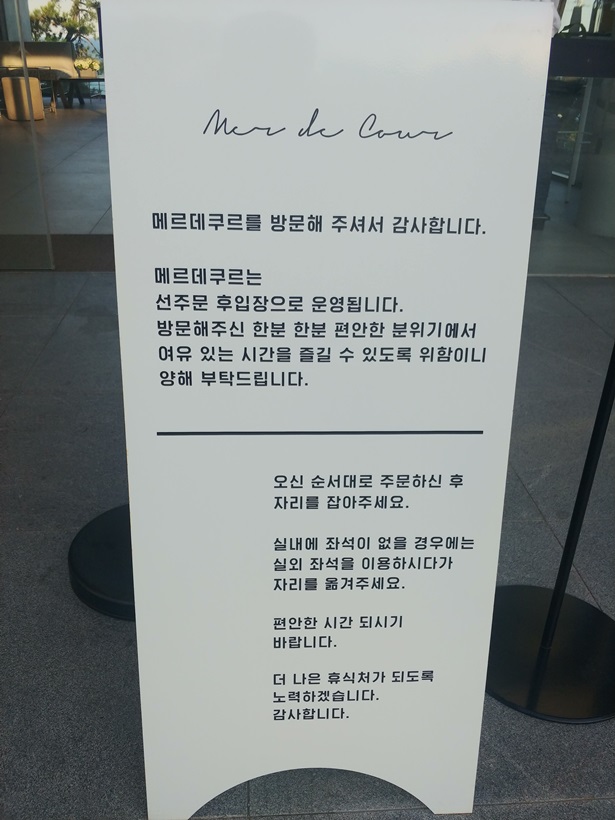 Mer de Cour
메르데쿠르를 방문해 주셔서 감사합니다.
메르데쿠르는
선주문 후입장으로 운영됩니다.
방문해주신 한분 한분 편안한 분위기에서
여유 있는 시간을 즐길 수 있도록 위함이니
양해 부탁드립니다.
오신 순서대로 주문하신 후
자리를 잡아주세요.
실내에 좌석이 없을 경우에는
실외 좌석을 이용하시다가
자리를 옮겨주세요.
편안한 시간 되시기
바랍니다.
더 나은 휴식처가 되도록
노력하겠습니다.
감사합니다.